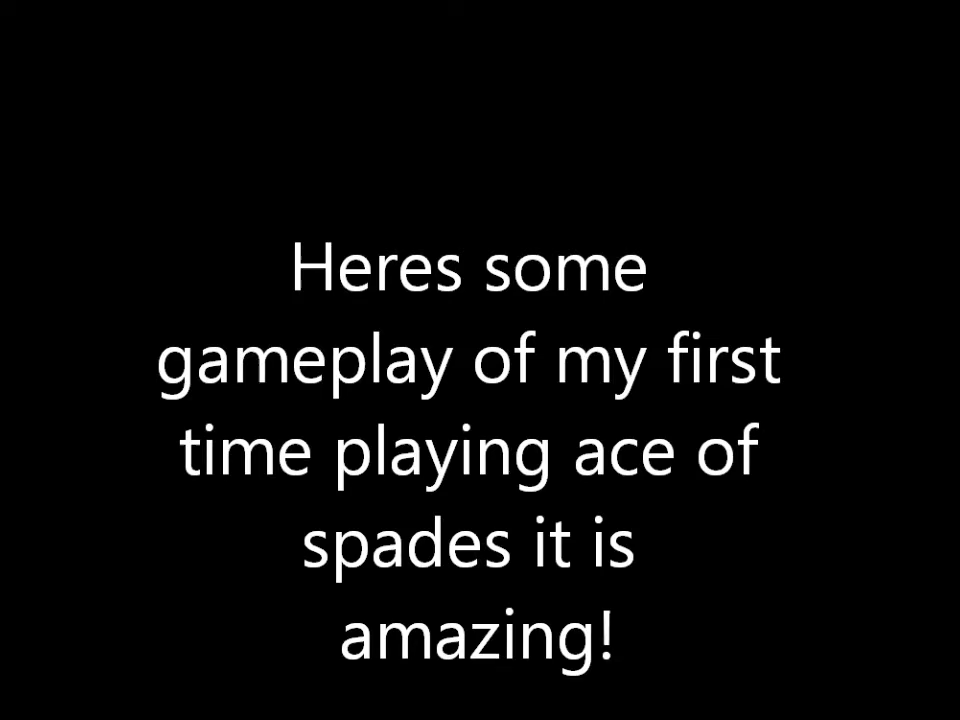 Heres some
gameplay of my first
time playing ace of
spades it is
amazing!